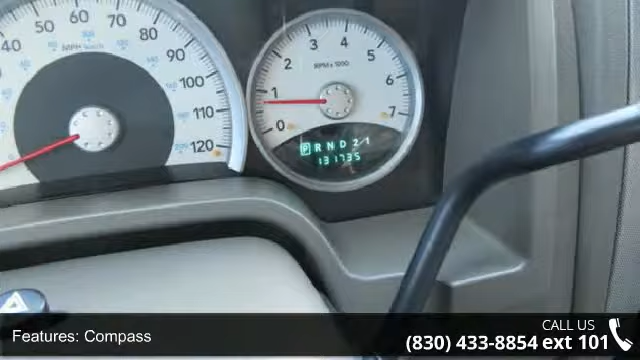 40 50 60 70 80 90 100 110 120
MPH km/h
0 1 2 3 4 5 6 7
RPM x 1000
P R N D 2 1
131735
Features: Compass
CALL US
(830) 433-8854 ext 101